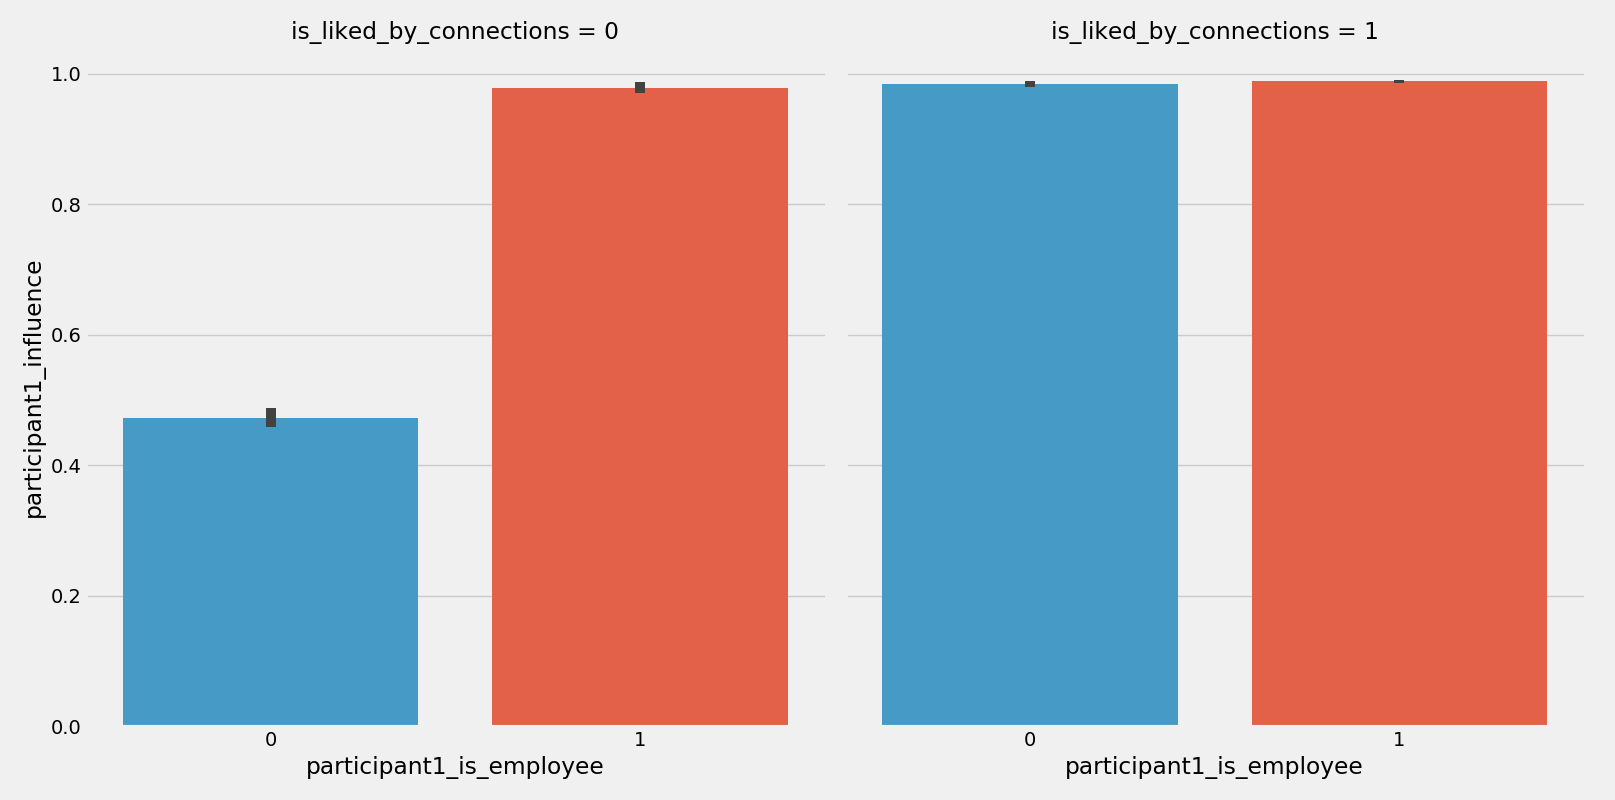 is_liked_by_connections = 0
is_liked_by_connections = 1
participant1_influence
1.0
0.8
0.6
0.4
0.2
0.0
0
1
0
1
participant1_is_employee
participant1_is_employee